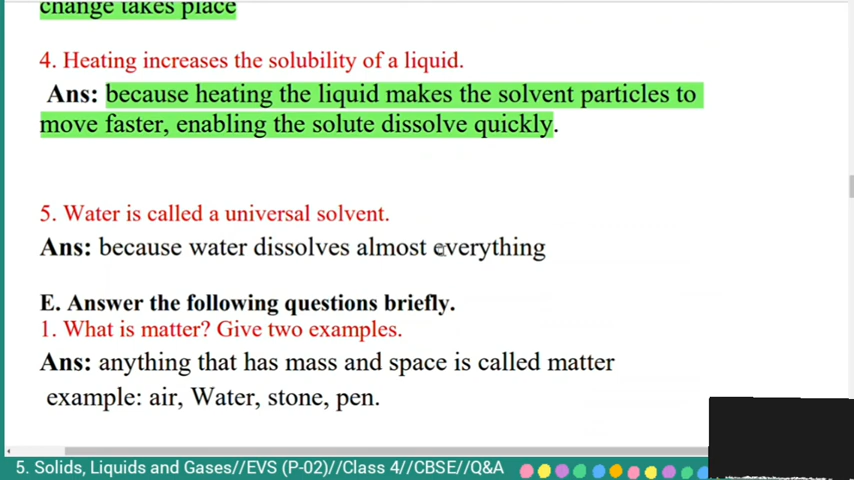 change takes place
4. Heating increases the solubility of a liquid.
Ans: because heating the liquid makes the solvent particles to
move faster, enabling the solute dissolve quickly.
5. Water is called a universal solvent.
Ans: because water dissolves almost everything
E. Answer the following questions briefly.
1. What is matter? Give two examples.
Ans: anything that has mass and space is called matter
example: air, Water, stone, pen.
5. Solids, Liquids and Gases//EVS (P-02)//Class 4//CBSE//Q&A